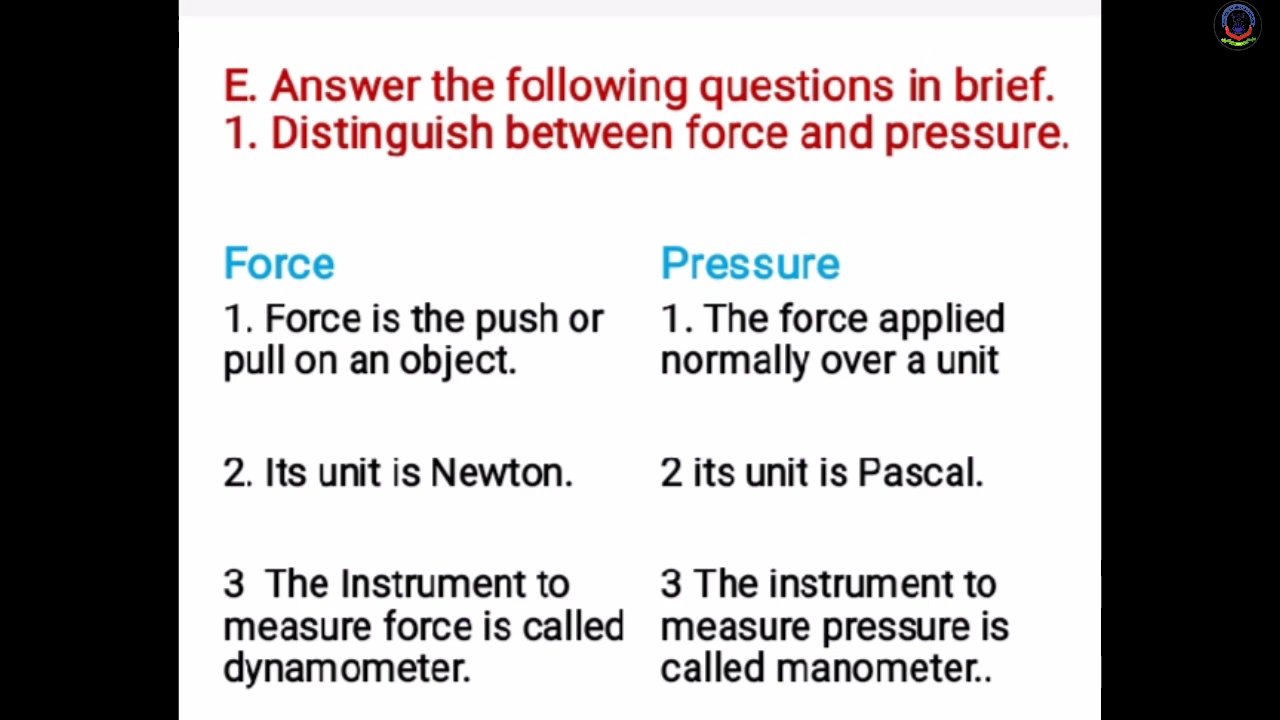 E. Answer the following questions in brief.
1. Distinguish between force and pressure.
Force
1. Force is the push or
pull on an object.
2. Its unit is Newton.
3 The Instrument to
measure force is called
dynamometer.
Pressure
1. The force applied
normally over a unit
2 its unit is Pascal.
3 The instrument to
measure pressure is
called manometer..